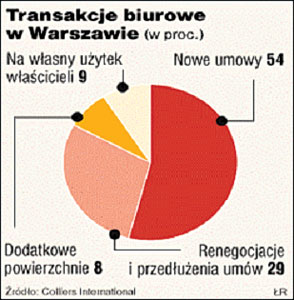 Transakcje biurowe
w Warszawie (w proc.)
Na własny użytek
właścicieli 9
Nowe umowy 54
Dodatkowe
powierzchnie 8
Renegocjacje
i przedłużenia umów 29
Źródło: Colliers International
ŁR